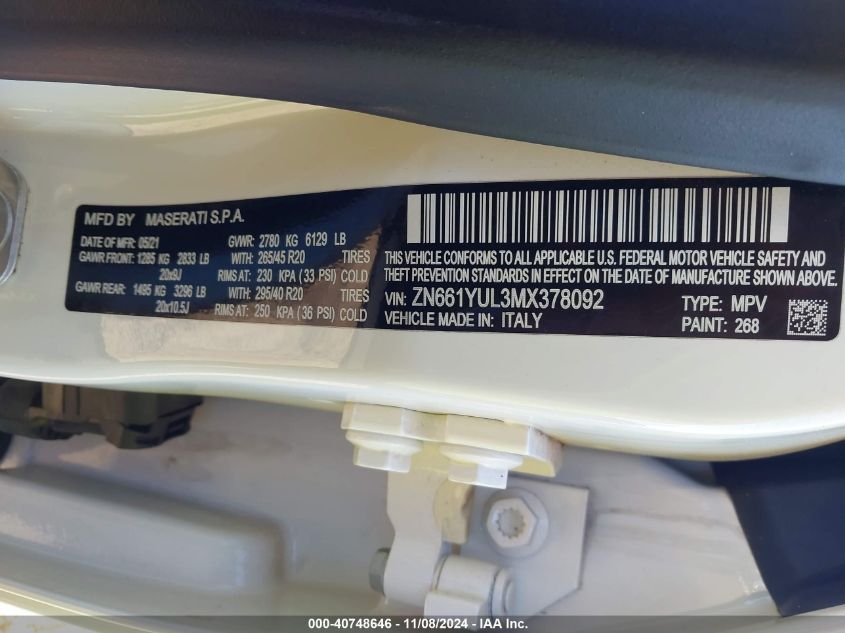 MFD BY MASERATI S.P.A.
DATE OF MFR: 05/21 GVWR: 2780 KG 6129 LB
GAWR FRONT: 1285 KG 2833 LB WITH: 265/45 R20 TIRES
20x9J RIMS AT: 230 KPA (33 PSI) COLD
GAWR REAR: 1495 KG 3296 LB WITH: 295/40 R20 TIRES
20x10.5J RIMS AT: 250 KPA (36 PSI) COLD
THIS VEHICLE CONFORMS TO ALL APPLICABLE U.S. FEDERAL MOTOR VEHICLE SAFETY AND
THEFT PREVENTION STANDARDS IN EFFECT ON THE DATE OF MANUFACTURE SHOWN ABOVE.
VIN: ZN661YUL3MX378092 TYPE: MPV
VEHICLE MADE IN: ITALY PAINT: 268
000-40748646 - 11/08/2024 - IAA Inc.